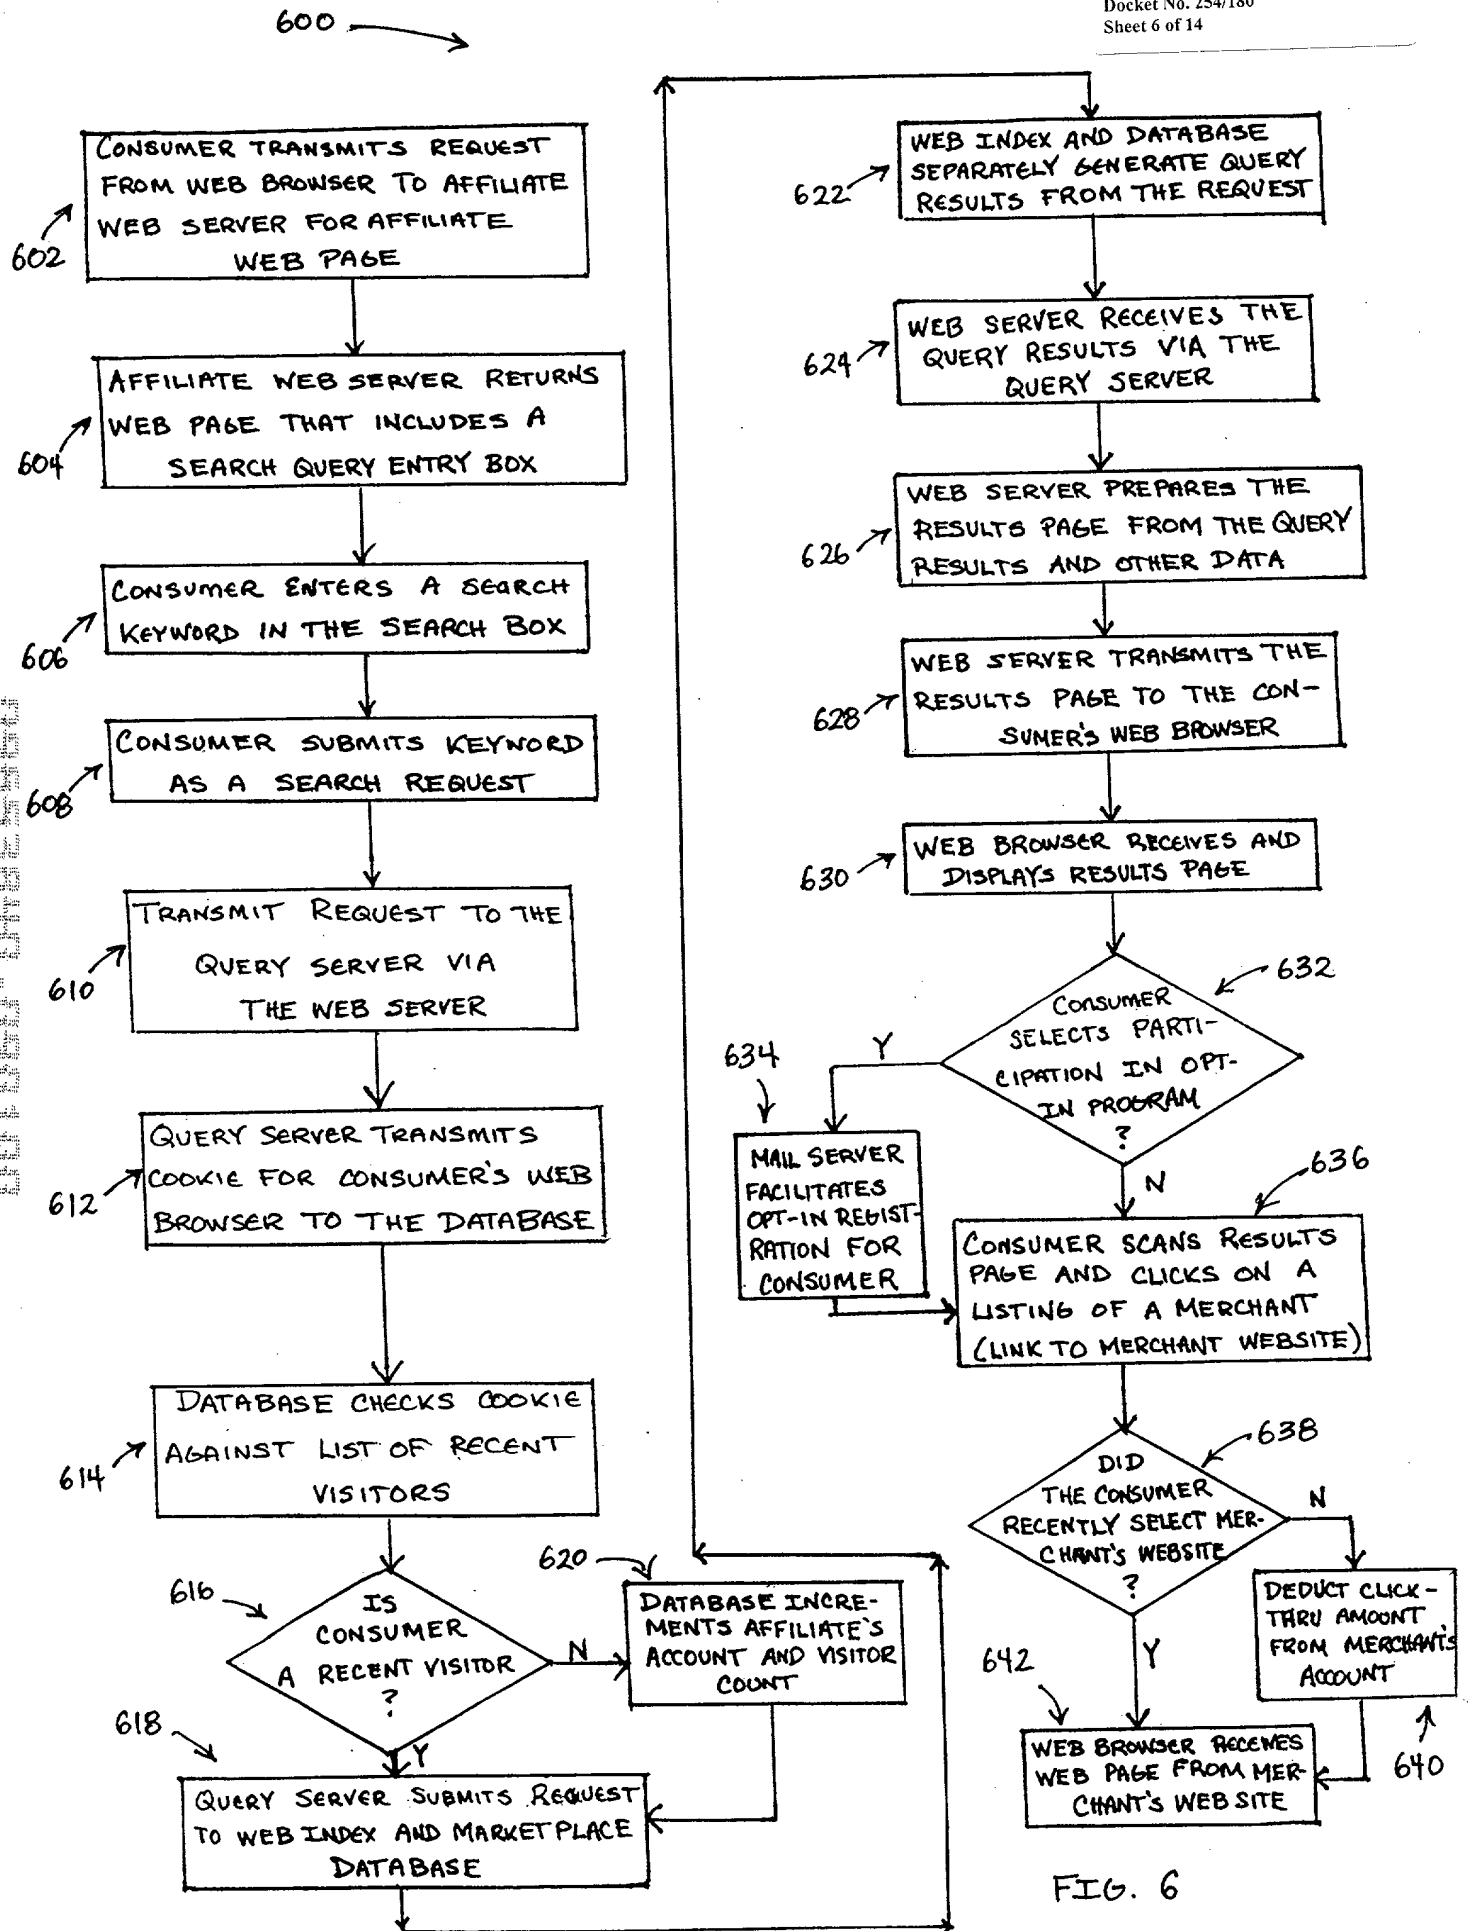 600
Docket No. 254/180
Sheet 6 of 14
CONSUMER TRANSMITS REQUEST
FROM WEB BROWSER TO AFFILIATE
WEB SERVER FOR AFFILIATE
WEB PAGE
602
AFFILIATE WEB SERVER RETURNS
WEB PAGE THAT INCLUDES A
SEARCH QUERY ENTRY BOX
604
CONSUMER ENTERS A SEARCH
KEYWORD IN THE SEARCH BOX
606
CONSUMER SUBMITS KEYWORD
AS A SEARCH REQUEST
608
TRANSMIT REQUEST TO THE
QUERY SERVER VIA
THE WEB SERVER
610
QUERY SERVER TRANSMITS
COOKIE FOR CONSUMER'S WEB
BROWSER TO THE DATABASE
612
DATABASE CHECKS COOKIE
AGAINST LIST OF RECENT
VISITORS
614
616
IS
CONSUMER
A RECENT VISITOR
?
N
Y
620
DATABASE INCRE-
MENTS AFFILIATE'S
ACCOUNT AND VISITOR
COUNT
618
QUERY SERVER SUBMITS REQUEST
TO WEB INDEX AND MARKETPLACE
DATABASE
WEB INDEX AND DATABASE
SEPARATELY GENERATE QUERY
RESULTS FROM THE REQUEST
622
WEB SERVER RECEIVES THE
QUERY RESULTS VIA THE
QUERY SERVER
624
WEB SERVER PREPARES THE
RESULTS PAGE FROM THE QUERY
RESULTS AND OTHER DATA
626
WEB SERVER TRANSMITS THE
RESULTS PAGE TO THE CON-
SUMER'S WEB BROWSER
628
WEB BROWSER RECEIVES AND
DISPLAYS RESULTS PAGE
630
632
CONSUMER
SELECTS PARTI-
CIPATION IN OPT-
IN PROGRAM
?
Y
N
634
MAIL SERVER
FACILITATES
OPT-IN REGIST-
RATION FOR
CONSUMER
636
CONSUMER SCANS RESULTS
PAGE AND CLICKS ON A
LISTING OF A MERCHANT
(LINK TO MERCHANT WEBSITE)
638
DID
THE CONSUMER
RECENTLY SELECT MER-
CHANT'S WEBSITE
?
N
Y
DEDUCT CLICK-
THRU AMOUNT
FROM MERCHANT'S
ACCOUNT
640
642
WEB BROWSER RECEIVES
WEB PAGE FROM MER-
CHANT'S WEB SITE
FIG. 6